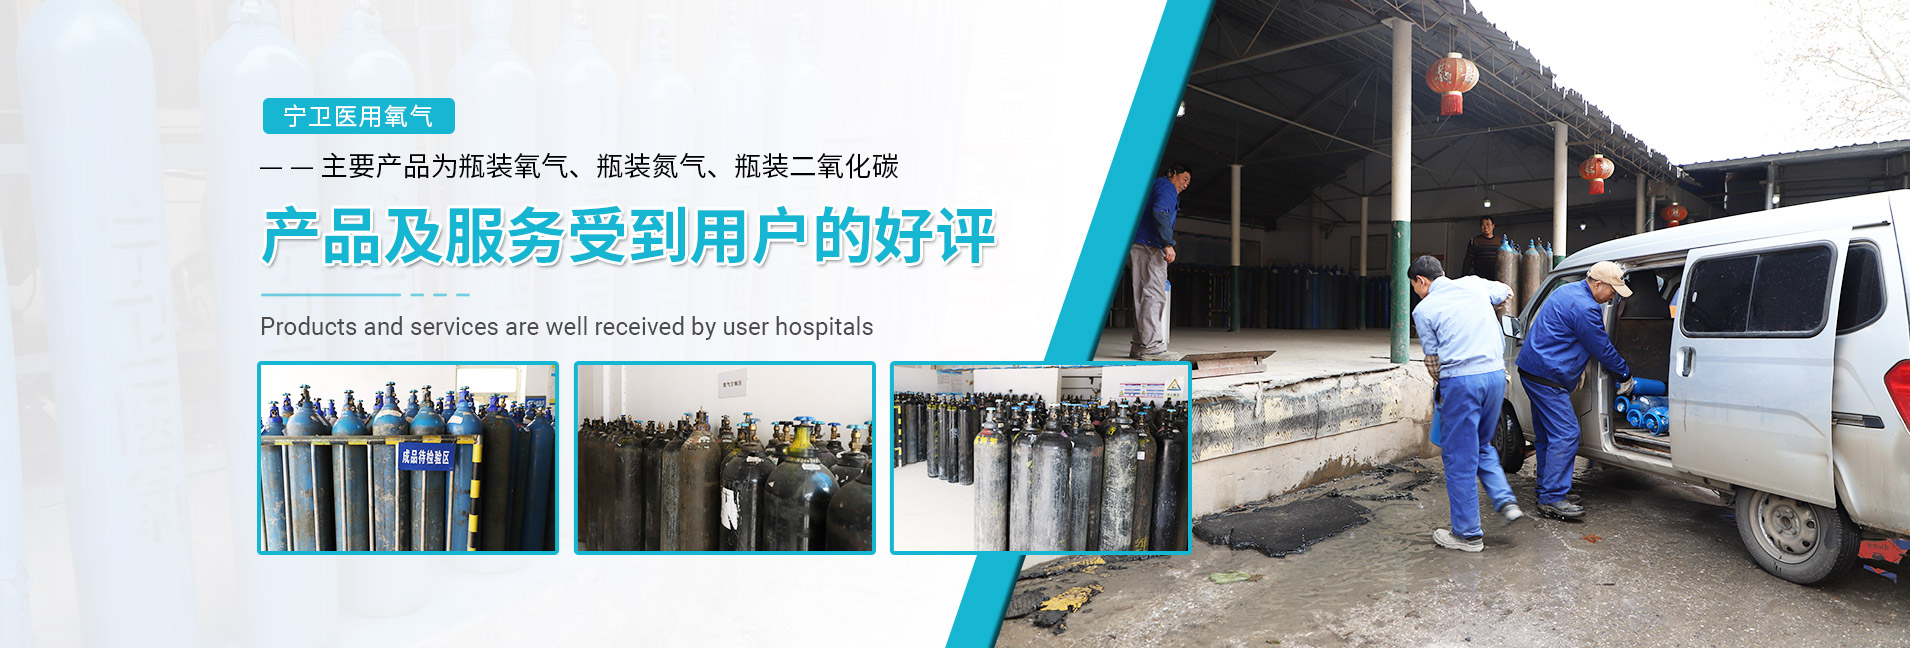 宁卫医用氧气
— — 主要产品为瓶装氧气、瓶装氮气、瓶装二氧化碳
产品及服务受到用户的好评
Products and services are well received by user hospitals
成品待检验区